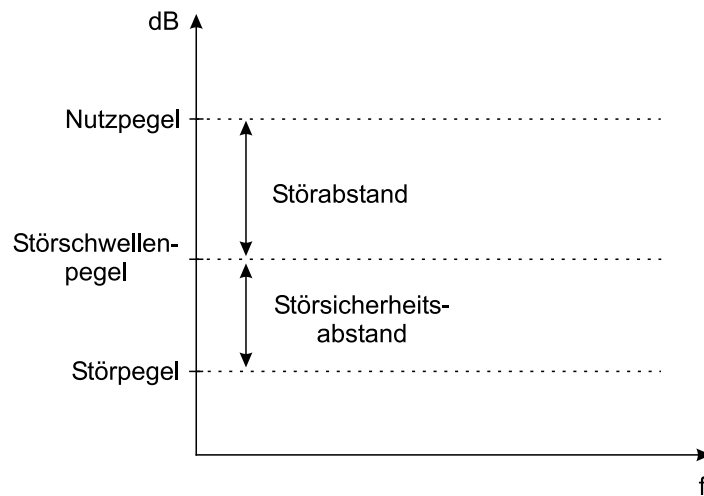 dB
Nutzpegel
Störabstand
Störschwellen-
pegel
Störsicherheits-
abstand
Störpegel
f